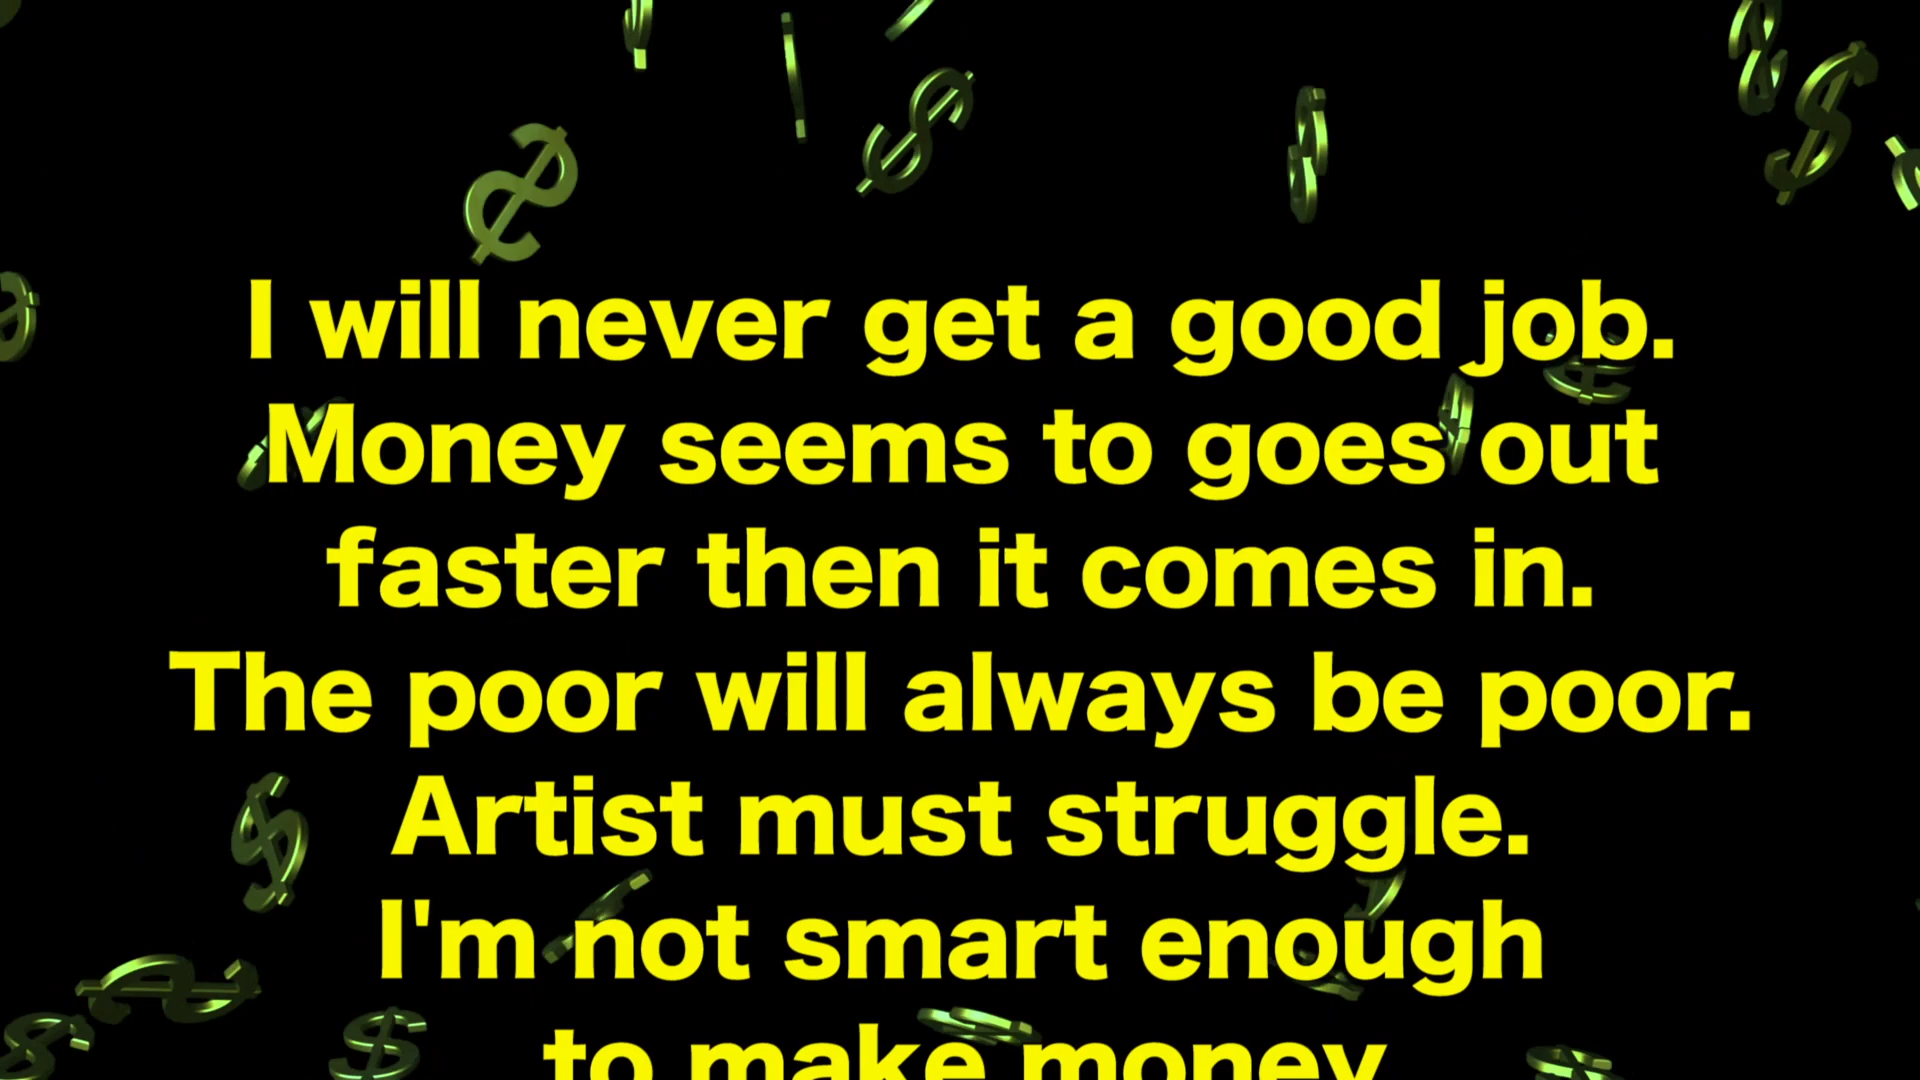 I will never get a good job.
Money seems to goes out
faster then it comes in.
The poor will always be poor.
Artist must struggle.
I'm not smart enough
to make money